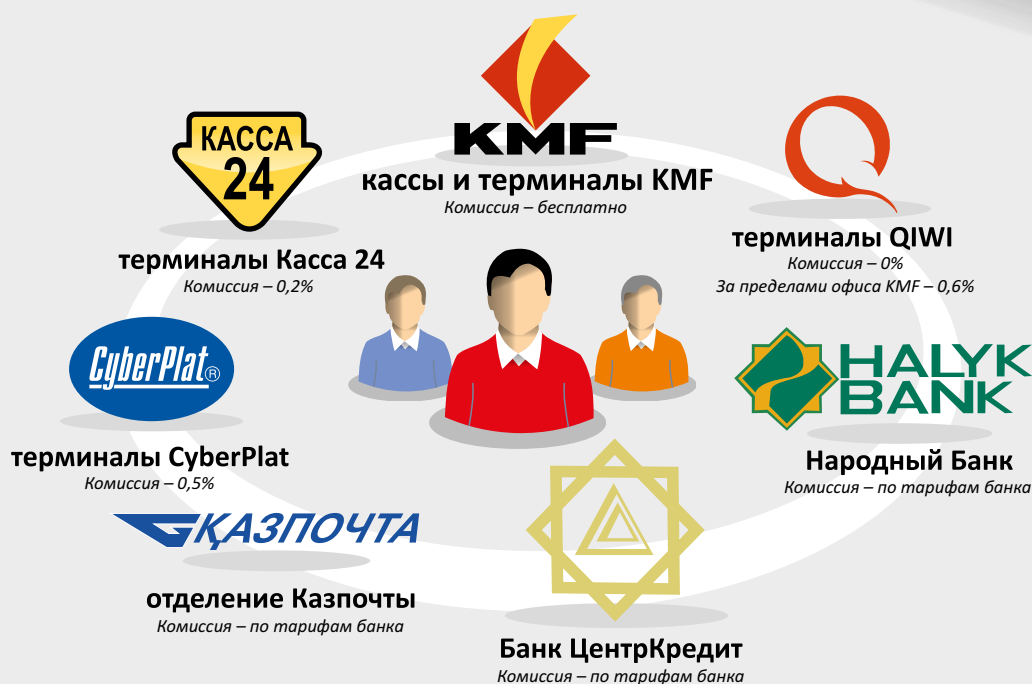 KMF
кассы и терминалы KMF
Комиссия – бесплатно
КАССА
24
терминалы Касса 24
Комиссия – 0,2%
терминалы QIWI
Комиссия – 0%
За пределами офиса KMF – 0,6%
CyberPlat®
терминалы CyberPlat
Комиссия – 0,5%
HALYK
BANK
Народный Банк
Комиссия – по тарифам банка
ҚАЗПОЧТА
отделение Казпочты
Комиссия – по тарифам банка
Банк ЦентрКредит
Комиссия – по тарифам банка